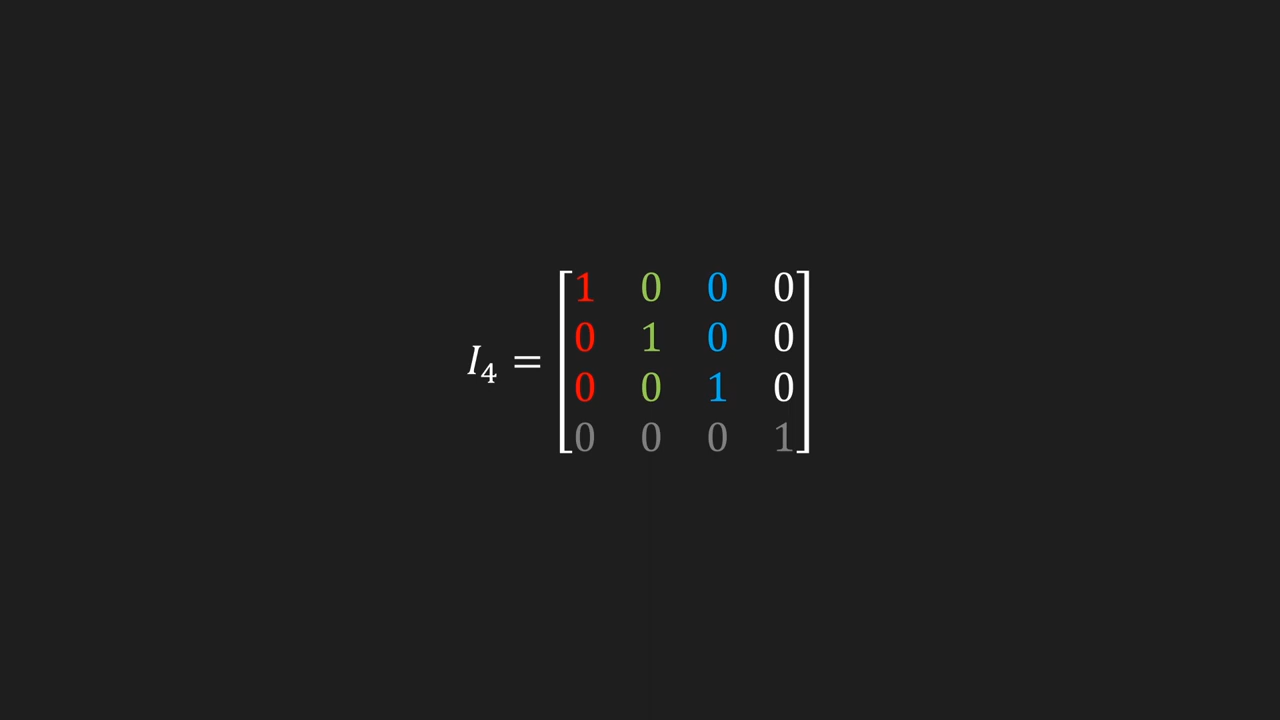 1 0 0 0
0 1 0 0
I₄ =
0 0 1 0
0 0 0 1